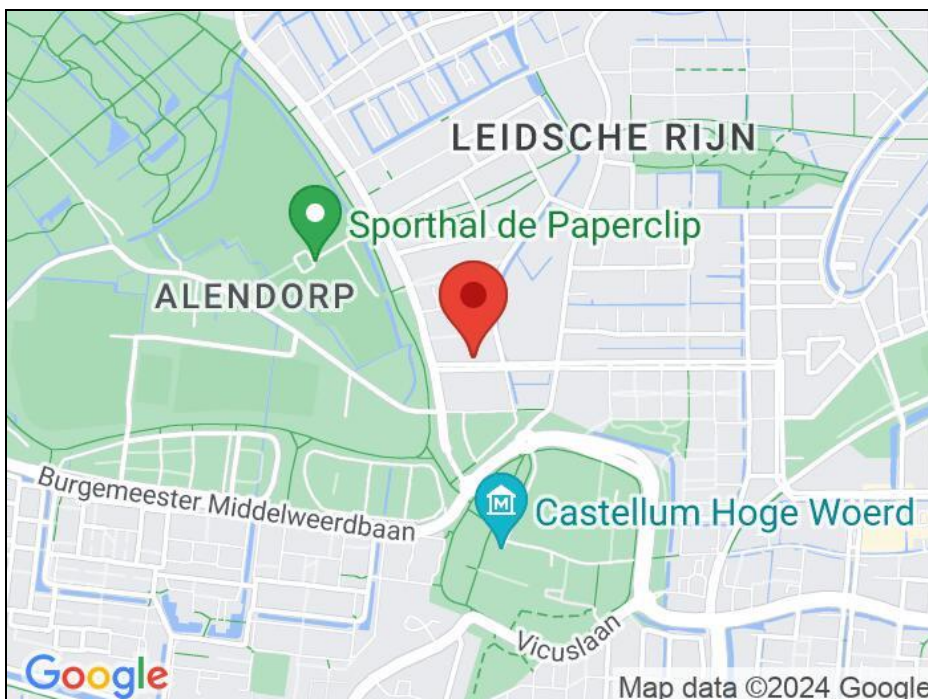 LEIDSCHE RIJN
Sporthal de Paperclip
ALENDORP
Burgemeester Middelweerdbaan
M
Castellum Hoge Woerd
Vicuslaan
Google
Map data ©2024 Google